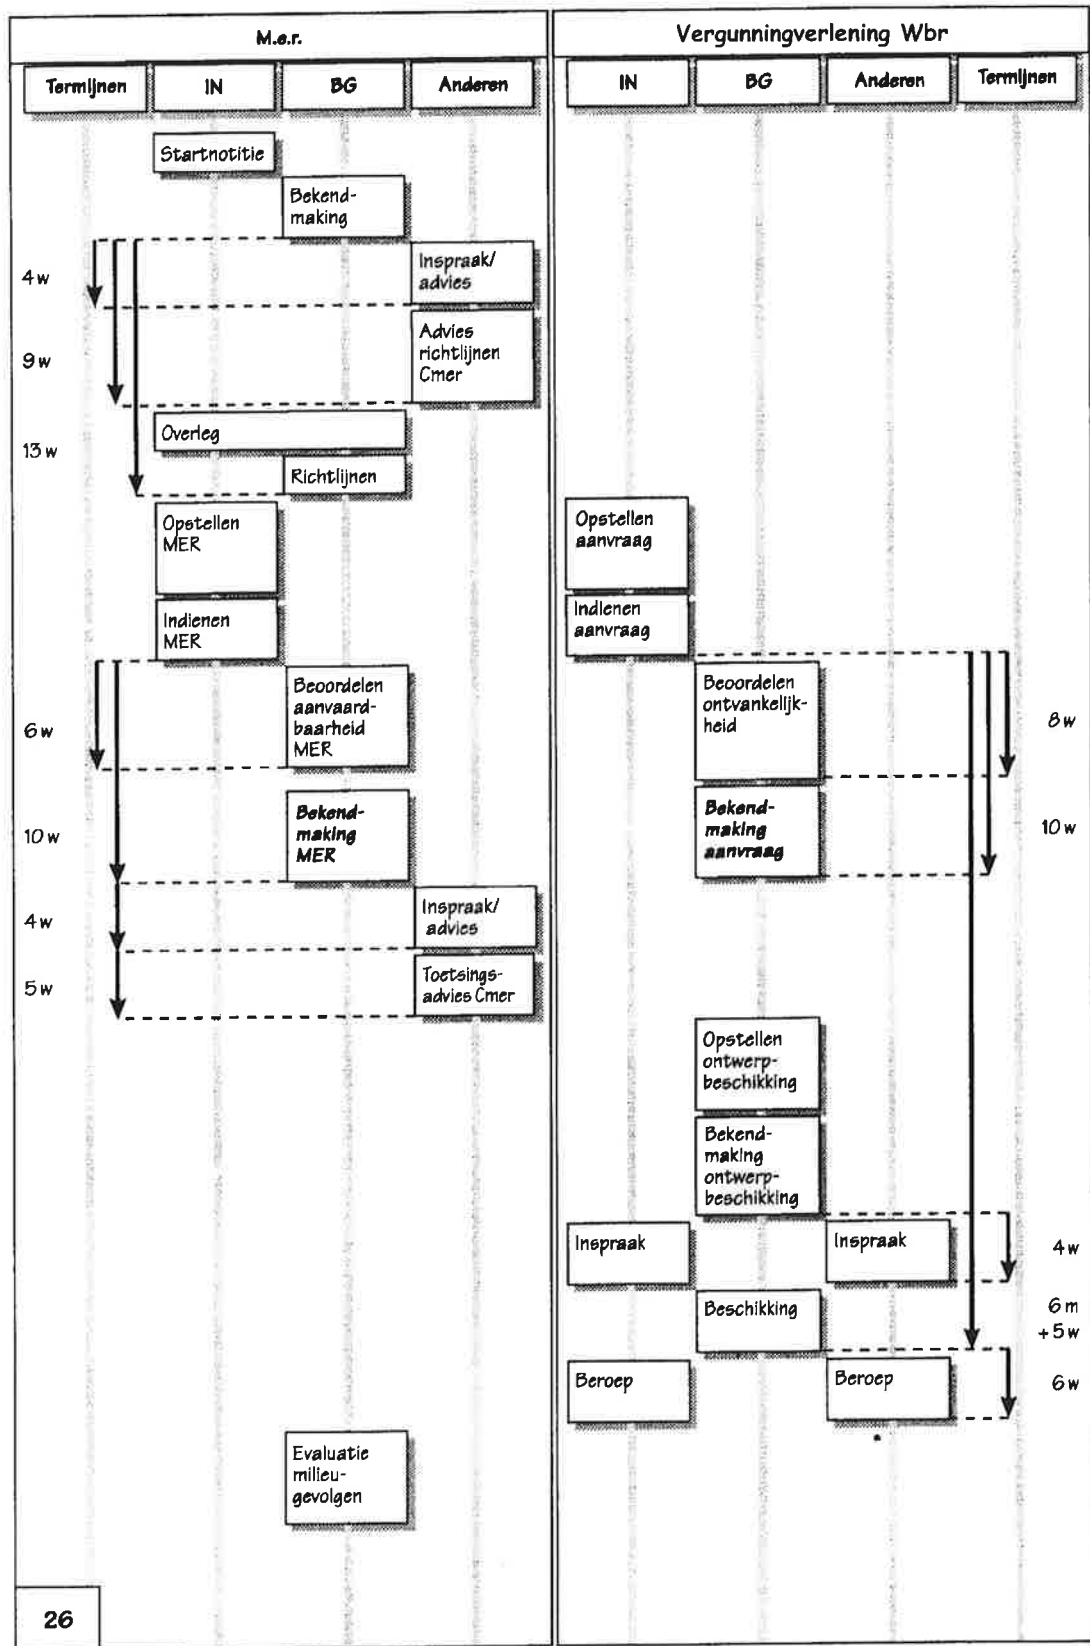 M.e.r.
Termijnen
IN
BG
Anderen
Startnotitie
Bekend-
making
4 w
Inspraak/
advies
9 w
Advies
richtlijnen
Cmer
13 w
Overleg
Richtlijnen
Opstellen
MER
Indienen
MER
6 w
Beoordelen
aanvaard-
baarheid
MER
10 w
Bekend-
making
MER
4 w
Inspraak/
advies
5 w
Toetsings-
advies Cmer
Evaluatie
milieu-
gevolgen
26
Vergunningverlening Wbr
IN
BG
Anderen
Termijnen
Opstellen
aanvraag
Indienen
aanvraag
Beoordelen
ontvankelijk-
heid
8 w
Bekend-
making
aanvraag
10 w
Opstellen
ontwerp-
beschikking
Bekend-
making
ontwerp-
beschikking
Inspraak
Inspraak
4 w
Beschikking
6 m
+ 5 w
Beroep
Beroep
6 w